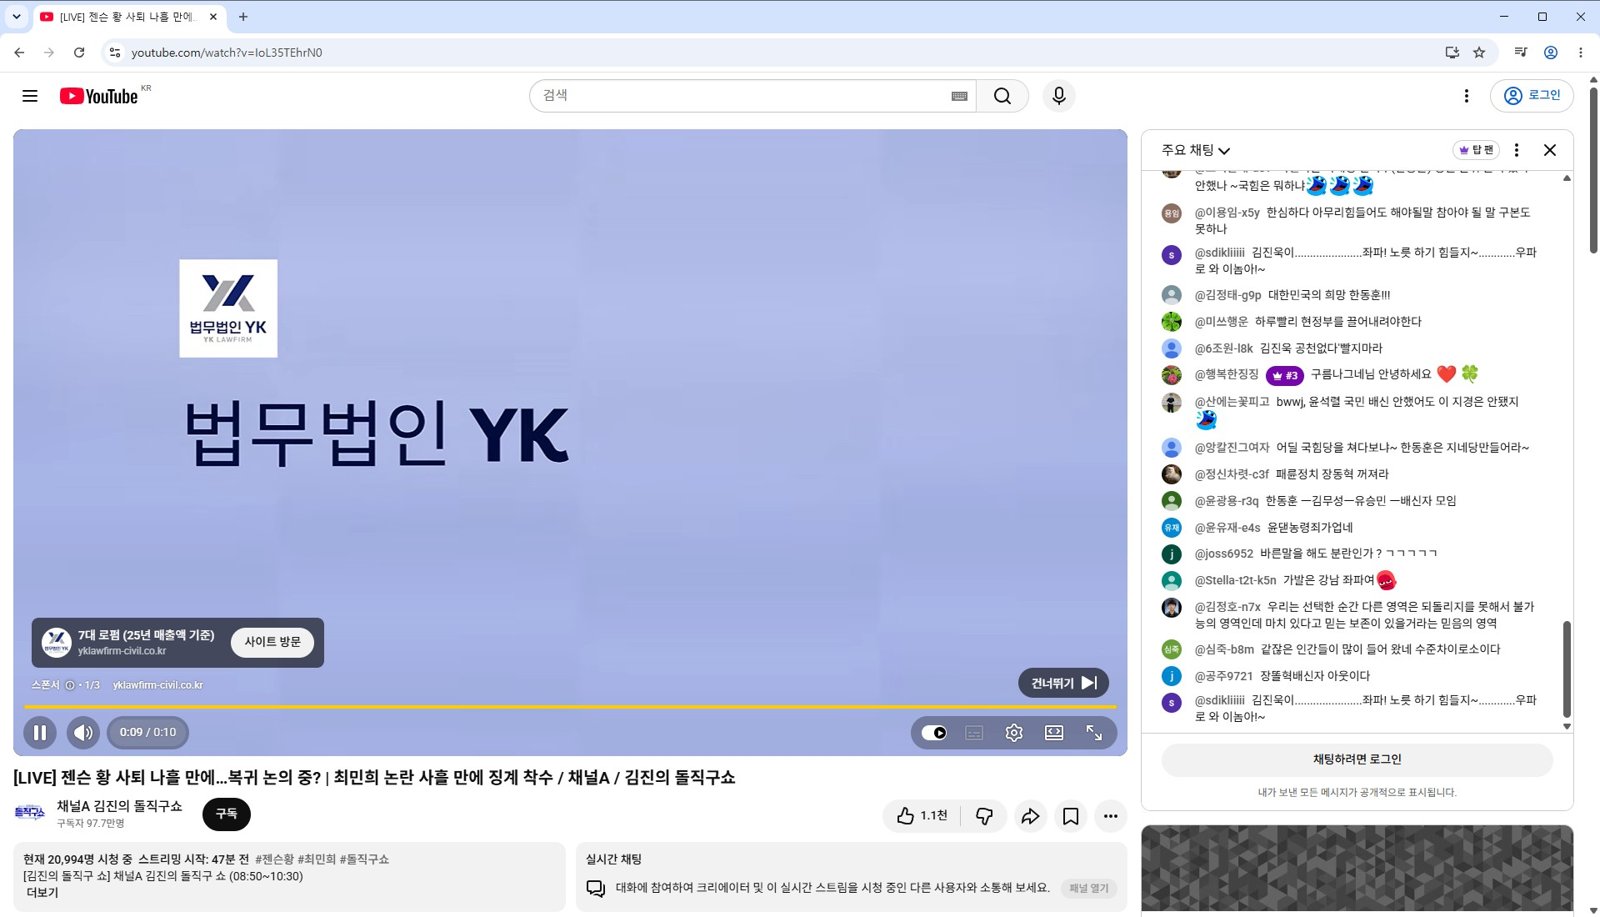 [LIVE] 젠슨 황 사퇴 나흘 만에...
youtube.com/watch?v=IoL35TEhrN0
YouTube KR
검색
로그인
법무법인 YK
YK LAWFIRM
법무법인 YK
7대 로펌 (25년 매출액 기준)
yklawfirm-civil.co.kr
사이트 방문
스폰서 · 1/3 yklawfirm-civil.co.kr
건너뛰기
0:09 / 0:10
[LIVE] 젠슨 황 사퇴 나흘 만에...복귀 논의 중? | 최민희 논란 사흘 만에 징계 착수 / 채널A / 김진의 돌직구쇼
돌직구쇼
채널A 김진의 돌직구쇼
구독자 97.7만명
구독
1.1천
현재 20,994명 시청 중 스트리밍 시작: 47분 전 #젠슨황 #최민희 #돌직구쇼
[김진의 돌직구 쇼] 채널A 김진의 돌직구 쇼 (08:50~10:30)
더보기
실시간 채팅
대화에 참여하여 크리에이터 및 이 실시간 스트림을 시청 중인 다른 사용자와 소통해 보세요.
패널 열기
주요 채팅
탑 팬
안했나 ~국힘은 뭐하냐
용임 @이용임-x5y 한심하다 아무리힘들어도 해야될말 참아야 될 말 구본도
못하나
s @sdikliiiii 김진욱이......................좌파! 노릇 하기 힘들지~............우파
로 와 이놈아!~
@김정태-g9p 대한민국의 희망 한동훈!!!
@미쓰행운 하루빨리 현정부를 끌어내려야한다
@6조원-l8k 김진욱 공천없다'빨지마라
@행복한징징 #3 구름나그네님 안녕하세요 ❤️🍀
@산에는꽃피고 bwwj, 윤석렬 국민 배신 안했어도 이 지경은 안됐지
@앙칼진그여자 어딜 국힘당을 쳐다보냐~ 한동훈은 지네당만들어라~
@정신차렷-c3f 패륜정치 장동혁 꺼져라
@윤광용-r3q 한동훈 ㅡ김무성ㅡ유승민 ㅡ배신자 모임
유재 @윤유재-e4s 윤댄농령죄가업네
j @joss6952 바른말을 해도 분란인가 ? ㄱㄱㄱㄱㄱ
@Stella-t2t-k5n 가발은 강남 좌파여
@김정호-n7x 우리는 선택한 순간 다른 영역은 되돌리지를 못해서 불가
능의 영역인데 마치 있다고 믿는 보존이 있을거라는 믿음의 영역
심죽 @심죽-b8m 같잖은 인간들이 많이 들어 왔네 수준차이로소이다
j @공주9721 장똘혁배신자 아웃이다
s @sdikliiiii 김진욱이......................좌파! 노릇 하기 힘들지~............우파
로 와 이놈아!~
채팅하려면 로그인
내가 보낸 모든 메시지가 공개적으로 표시됩니다.